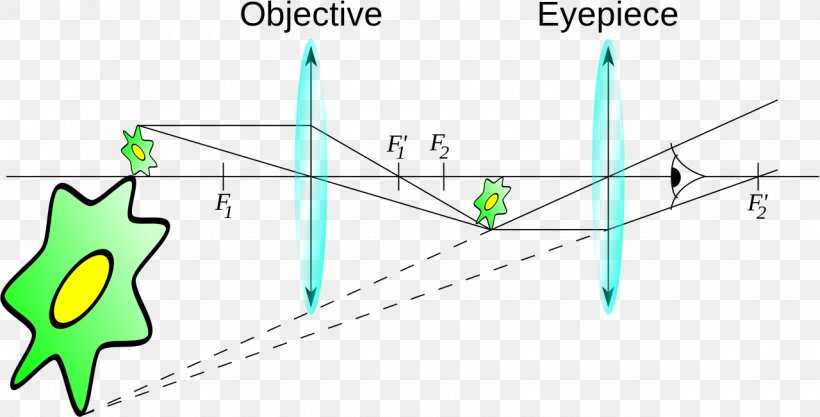 Objective
Eyepiece
F₁
F₁'
F₂
F₂'